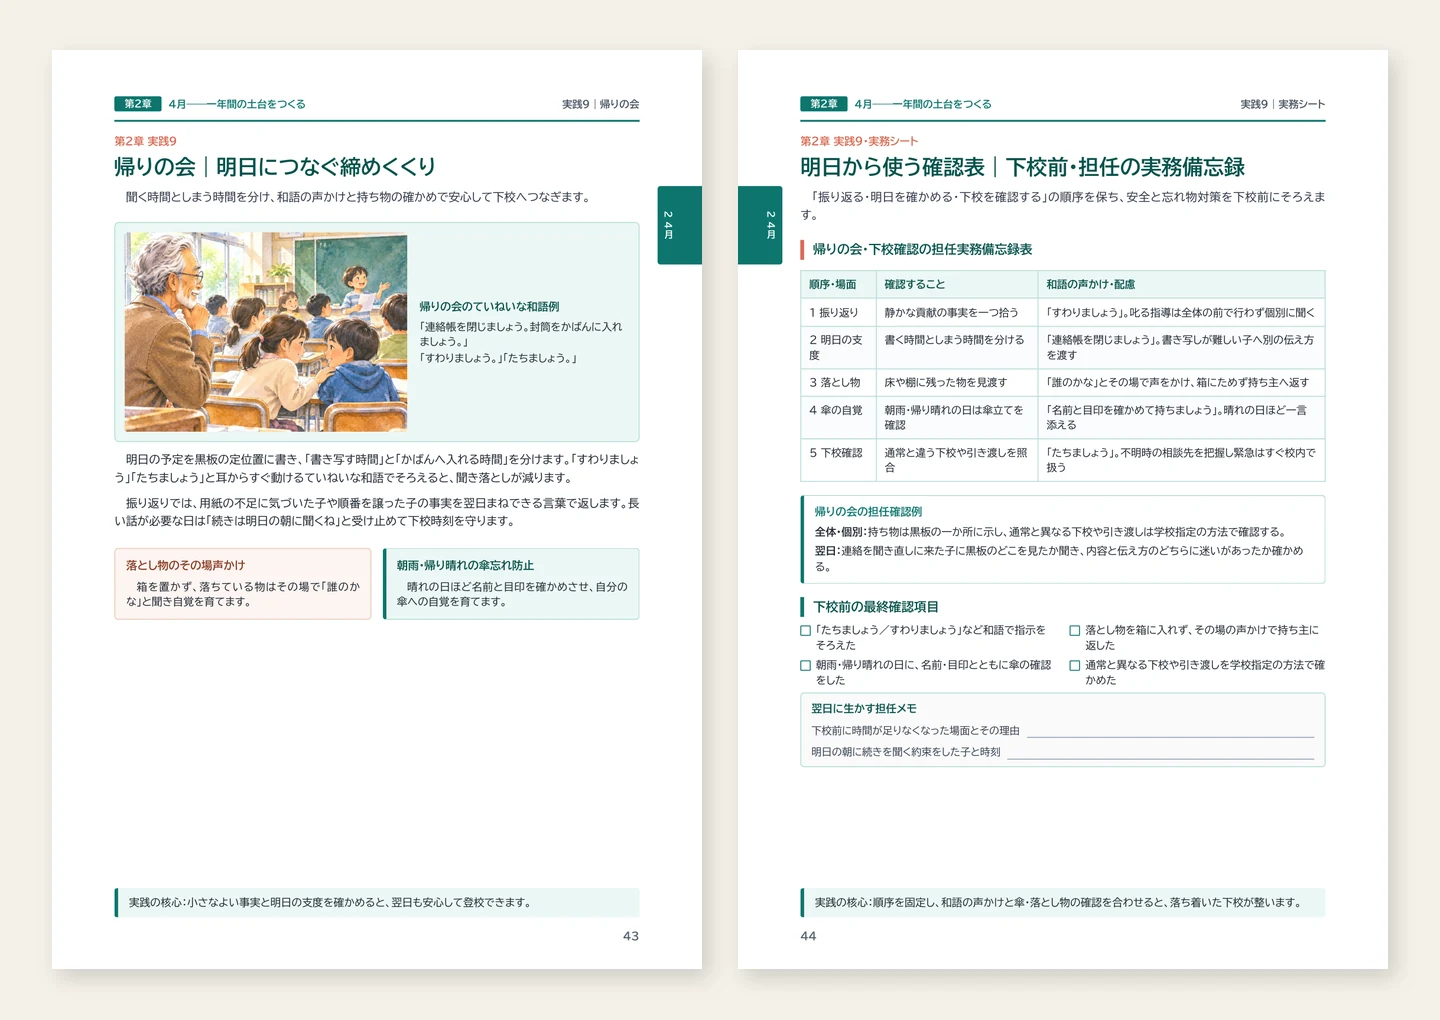 第2章 4月――一年間の土台をつくる 実践9｜帰りの会
第2章 実践9
帰りの会｜明日につなぐ締めくくり
聞く時間としまう時間を分け、和語の声かけと持ち物の確かめで安心して下校へつなぎます。
2 4月
帰りの会のていねいな和語例
「連絡帳を閉じましょう。封筒をかばんに入れ
ましょう。」
「すわりましょう。」「たちましょう。」
明日の予定を黒板の定位置に書き、「書き写す時間」と「かばんへ入れる時間」を分けます。「すわりましょ
う」「たちましょう」と耳からすぐ動けるていねいな和語でそろえると、聞き落としが減ります。
振り返りでは、用紙の不足に気づいた子や順番を譲った子の事実を翌日まねできる言葉で返します。長
い話が必要な日は「続きは明日の朝に聞くね」と受け止めて下校時刻を守ります。
落とし物のその場声かけ
箱を置かず、落ちている物はその場で「誰のか
な」と聞き自覚を育てます。
朝雨・帰り晴れの傘忘れ防止
晴れの日ほど名前と目印を確かめさせ、自分の
傘への自覚を育てます。
実践の核心：小さなよい事実と明日の支度を確かめると、翌日も安心して登校できます。
43
第2章 4月――一年間の土台をつくる 実践9｜実務シート
第2章 実践9・実務シート
明日から使う確認表｜下校前・担任の実務備忘録
「振り返る・明日を確かめる・下校を確認する」の順序を保ち、安全と忘れ物対策を下校前にそろえま
す。
2 4月
帰りの会・下校確認の担任実務備忘録表
順序・場面 確認すること 和語の声かけ・配慮
1 振り返り 静かな貢献の事実を一つ拾う 「すわりましょう」。叱る指導は全体の前で行わず個別に聞く
2 明日の支 書く時間としまう時間を分ける 「連絡帳を閉じましょう」。書き写しが難しい子へ別の伝え方
度 を渡す
3 落とし物 床や棚に残った物を見渡す 「誰のかな」とその場で声をかけ、箱にためず持ち主へ返す
4 傘の自覚 朝雨・帰り晴れの日は傘立てを 「名前と目印を確かめて持ちましょう」。晴れの日ほど一言
確認 添える
5 下校確認 通常と違う下校や引き渡しを照 「たちましょう」。不明時の相談先を把握し緊急はすぐ校内で
合 扱う
帰りの会の担任確認例
全体・個別：持ち物は黒板の一か所に示し、通常と異なる下校や引き渡しは学校指定の方法で確認する。
翌日：連絡を聞き直しに来た子に黒板のどこを見たか聞き、内容と伝え方のどちらに迷いがあったか確かめ
る。
下校前の最終確認項目
「たちましょう／すわりましょう」など和語で指示を
そろえた
落とし物を箱に入れず、その場の声かけで持ち主に
返した
朝雨・帰り晴れの日に、名前・目印とともに傘の確認
をした
通常と異なる下校や引き渡しを学校指定の方法で確
かめた
翌日に生かす担任メモ
下校前に時間が足りなくなった場面とその理由
明日の朝に続きを聞く約束をした子と時刻
実践の核心：順序を固定し、和語の声かけと傘・落とし物の確認を合わせると、落ち着いた下校が整います。
44